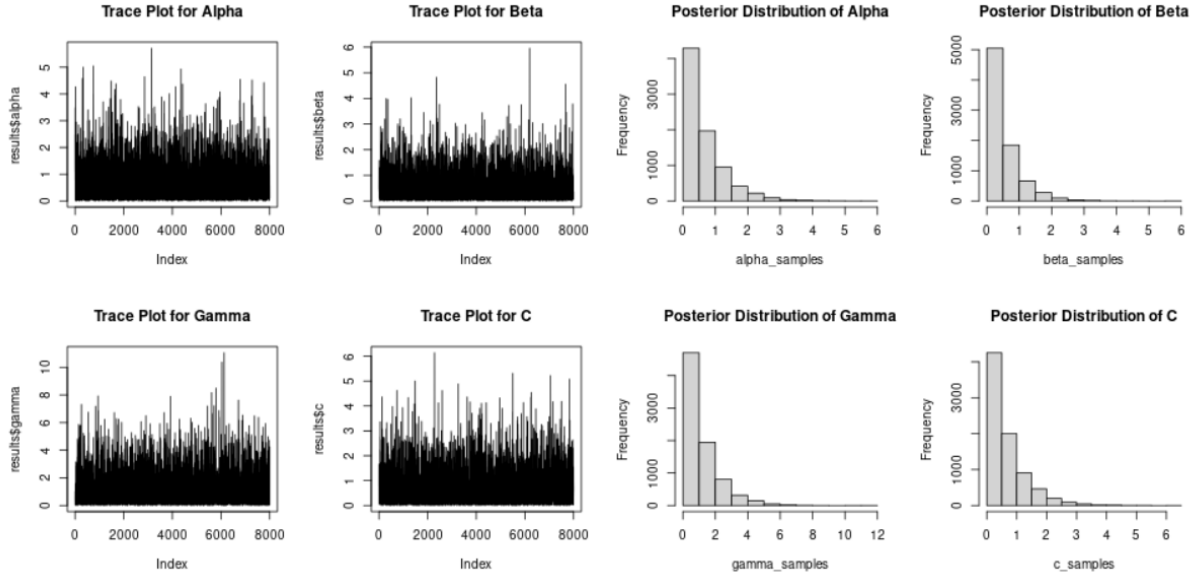 Trace Plot for Alpha
results$alpha
0 1 2 3 4 5
0 2000 4000 6000 8000
Index
Trace Plot for Beta
results$beta
0 1 2 3 4 5 6
0 2000 4000 6000 8000
Index
Posterior Distribution of Alpha
Frequency
0 1000 3000
0 1 2 3 4 5 6
alpha_samples
Posterior Distribution of Beta
Frequency
0 1000 3000 5000
0 1 2 3 4 5 6
beta_samples
Trace Plot for Gamma
results$gamma
0 2 4 6 8 10
0 2000 4000 6000 8000
Index
Trace Plot for C
results$c
0 1 2 3 4 5 6
0 2000 4000 6000 8000
Index
Posterior Distribution of Gamma
Frequency
0 1000 3000
0 2 4 6 8 10 12
gamma_samples
Posterior Distribution of C
Frequency
0 1000 3000
0 1 2 3 4 5 6
c_samples